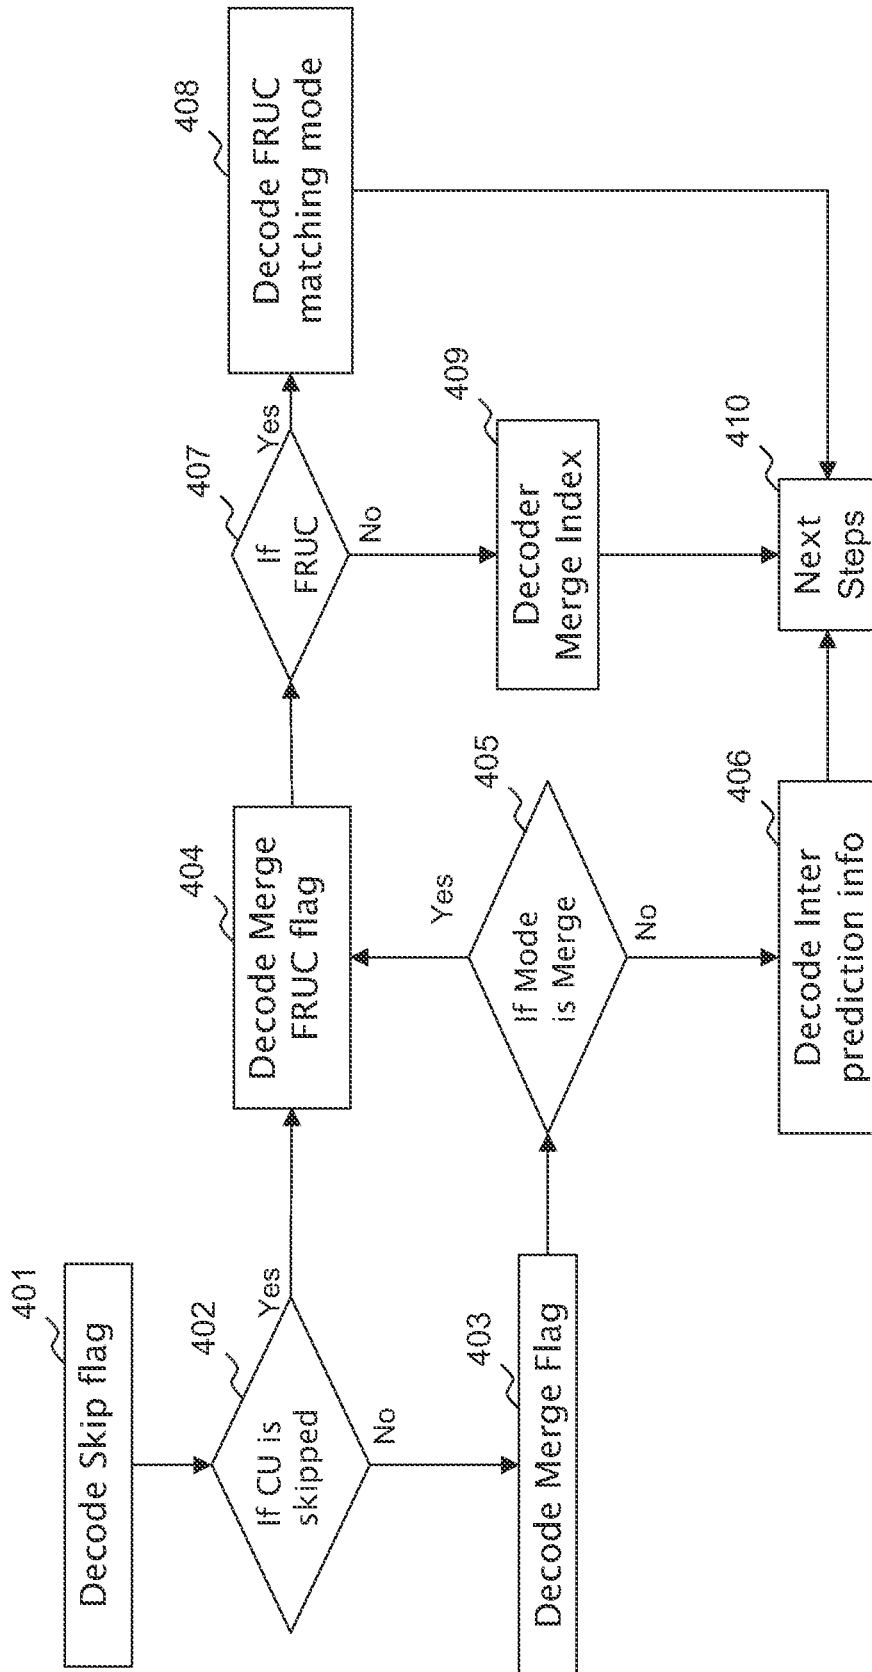 401
Decode Skip flag
402
If CU is
skipped
Yes
No
403
Decode Merge Flag
404
Decode Merge
FRUC flag
405
If Mode
is Merge
Yes
No
406
Decode Inter
prediction info
407
If
FRUC
Yes
No
408
Decode FRUC
matching mode
409
Decoder
Merge Index
410
Next
Steps